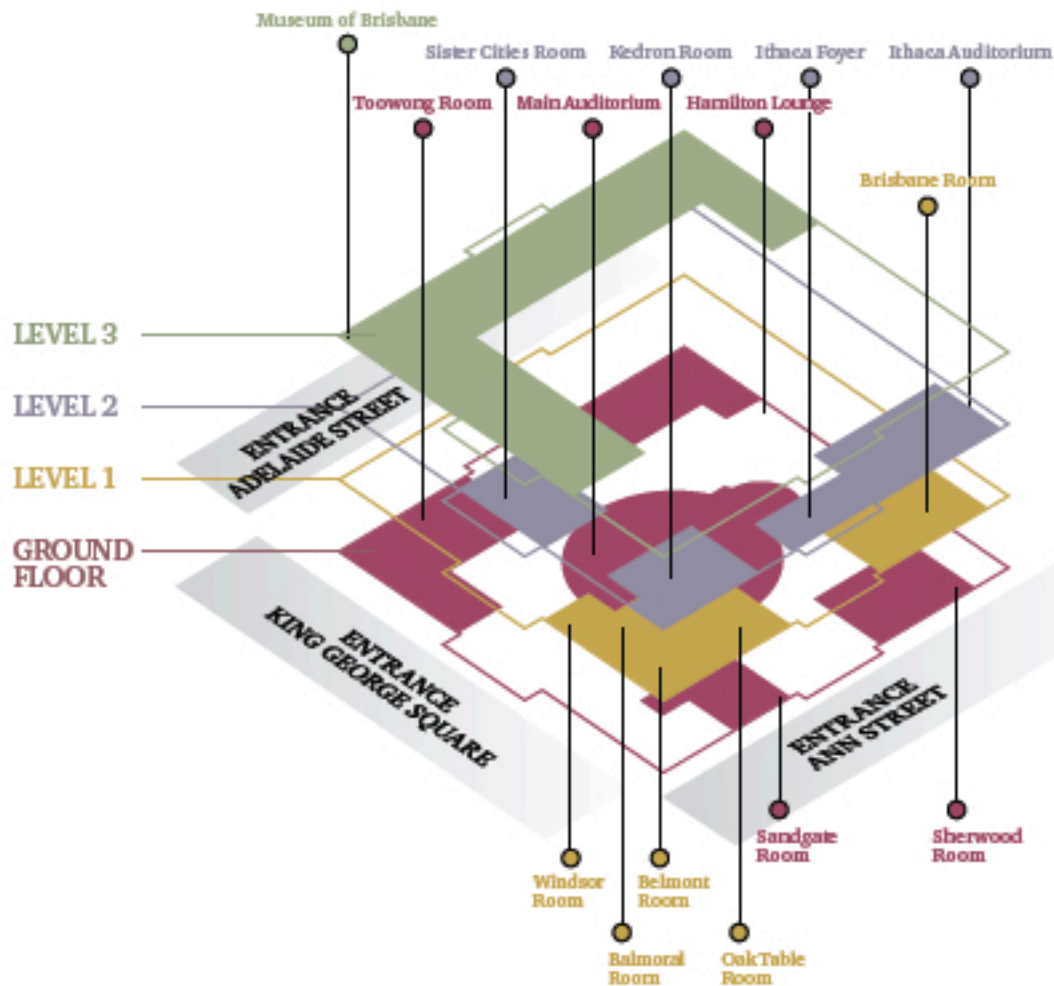 Museum of Brisbane
Sister Cities Room
Kedron Room
Ithaca Foyer
Ithaca Auditorium
Toowong Room
Main Auditorium
Hamilton Lounge
Brisbane Room
LEVEL 3
LEVEL 2
LEVEL 1
GROUND
FLOOR
ENTRANCE
ADELAIDE STREET
ENTRANCE
KING GEORGE SQUARE
ENTRANCE
ANN STREET
Sandgate
Room
Sherwood
Room
Windsor
Room
Belmont
Room
Balmoral
Room
Oak Table
Room